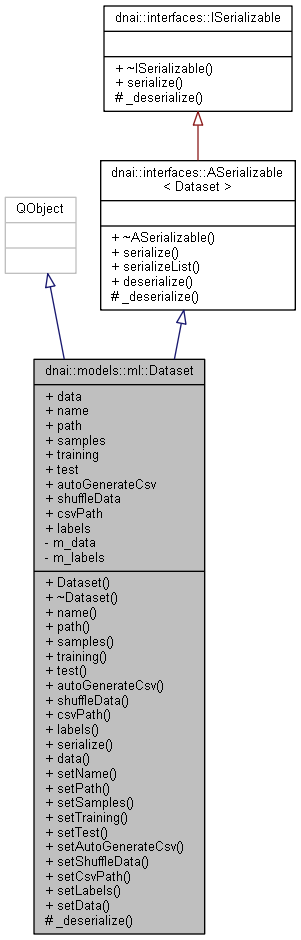 dnai::interfaces::ISerializable
+ ~ISerializable()
+ serialize()
# _deserialize()
dnai::interfaces::ASerializable
< Dataset >
+ ~ASerializable()
+ serialize()
+ serializeList()
+ deserialize()
# _deserialize()
QObject
dnai::models::ml::Dataset
+ data
+ name
+ path
+ samples
+ training
+ test
+ autoGenerateCsv
+ shuffleData
+ csvPath
+ labels
- m_data
- m_labels
+ Dataset()
+ ~Dataset()
+ name()
+ path()
+ samples()
+ training()
+ test()
+ autoGenerateCsv()
+ shuffleData()
+ csvPath()
+ labels()
+ serialize()
+ data()
+ setName()
+ setPath()
+ setSamples()
+ setTraining()
+ setTest()
+ setAutoGenerateCsv()
+ setShuffleData()
+ setCsvPath()
+ setLabels()
+ setData()
# _deserialize()